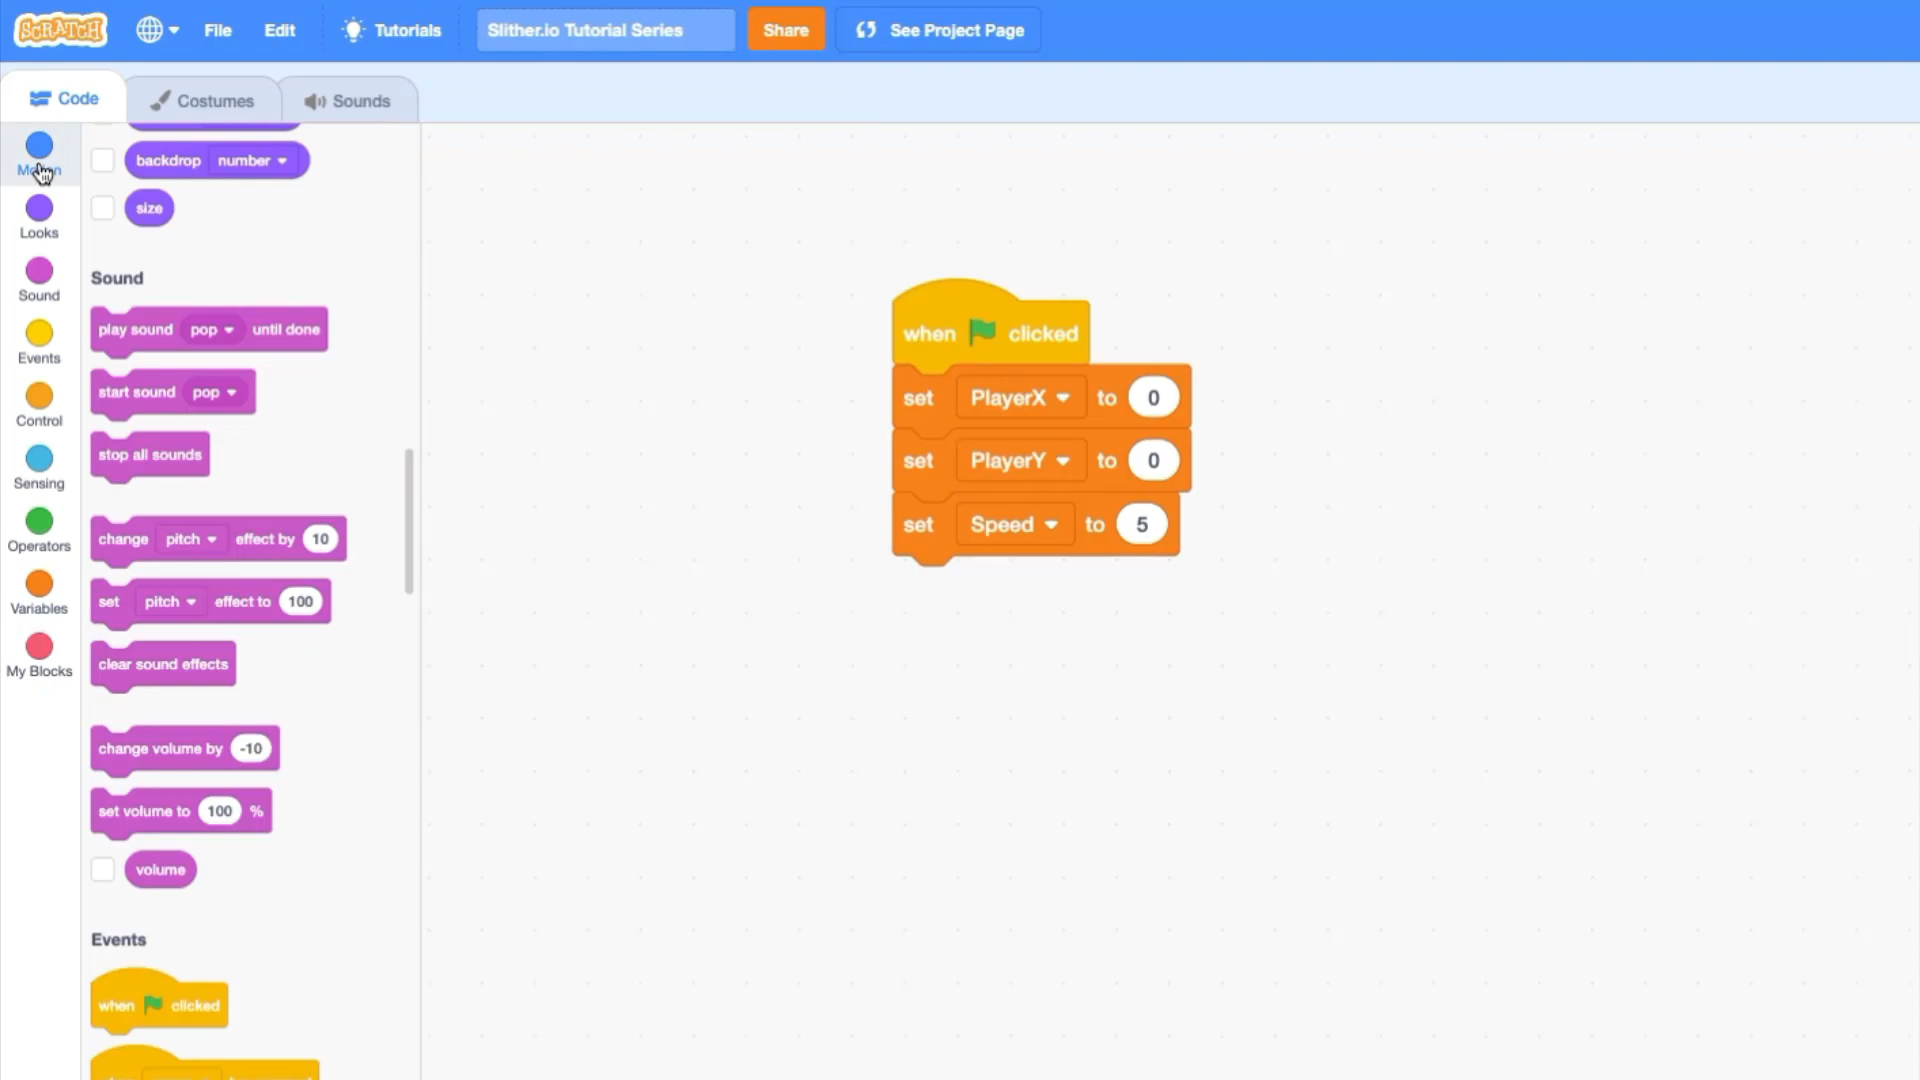 SCRATCH File Edit Tutorials Slither.io Tutorial Series Share See Project Page
Code Costumes Sounds
Motion
Looks
Sound
Events
Control
Sensing
Operators
Variables
My Blocks
backdrop number
size
Sound
play sound pop until done
start sound pop
stop all sounds
change pitch effect by 10
set pitch effect to 100
clear sound effects
change volume by -10
set volume to 100 %
volume
Events
when clicked
when clicked
set PlayerX to 0
set PlayerY to 0
set Speed to 5